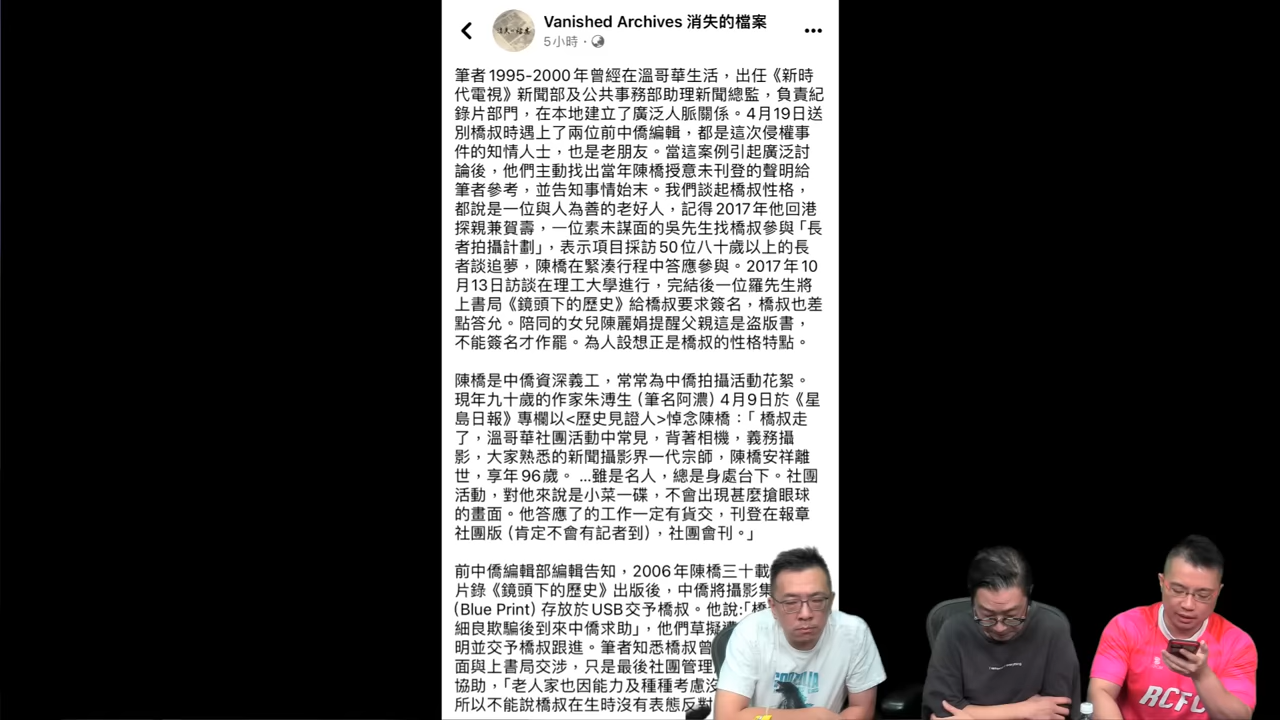 Vanished Archives 消失的檔案
5小時 ·
筆者1995-2000年曾經在溫哥華生活，出任《新時
代電視》新聞部及公共事務部助理新聞總監，負責紀
錄片部門，在本地建立了廣泛人脈關係。4月19日送
別橋叔時遇上了兩位前中僑編輯，都是這次侵權事
件的知情人士，也是老朋友。當這案例引起廣泛討
論後，他們主動找出當年陳橋授意未刊登的聲明給
筆者參考，並告知事情始末。我們談起橋叔性格，
都說是一位與人為善的老好人，記得2017年他回港
探親兼賀壽，一位素未謀面的吳先生找橋叔參與「長
者拍攝計劃」，表示項目採訪50位八十歲以上的長
者談追夢，陳橋在緊湊行程中答應參與。2017年10
月13日訪談在理工大學進行，完結後一位羅先生將
上書局《鏡頭下的歷史》給橋叔要求簽名，橋叔也差
點答允。陪同的女兒陳麗娟提醒父親這是盜版書，
不能簽名才作罷。為人設想正是橋叔的性格特點。
陳橋是中僑資深義工，常常為中僑拍攝活動花絮。
現年九十歲的作家朱溥生（筆名阿濃）4月9日於《星
島日報》專欄以<歷史見證人>悼念陳橋：「 橋叔走
了，溫哥華社團活動中常見，背著相機，義務攝
影，大家熟悉的新聞攝影界一代宗師，陳橋安祥離
世，享年96歲。 ...雖是名人，總是身處台下。社團
活動，對他來說是小菜一碟，不會出現甚麼搶眼球
的畫面。他答應了的工作一定有貨交，刊登在報章
社團版（肯定不會有記者到），社團會刊。」
前中僑編輯部編輯告知，2006年陳橋三十載
片錄《鏡頭下的歷史》出版後，中僑將攝影集
(Blue Print) 存放於USB交予橋叔。他說:「橋
細良欺騙後到來中僑求助」，他們草擬
明並交予橋叔跟進。筆者知悉橋叔曾
面與上書局交涉，只是最後社團管理
協助，「老人家也因能力及種種考慮
所以不能說橋叔在生時沒有表態反對
RCFC